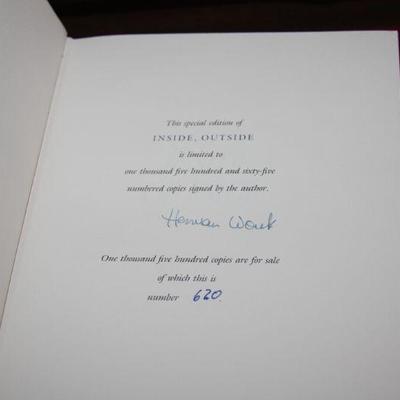 This special edition of
INSIDE, OUTSIDE
is limited to
one thousand five hundred and sixty-five
numbered copies signed by the author.
Herman Wouk
One thousand five hundred copies are for sale
of which this is
number 620.